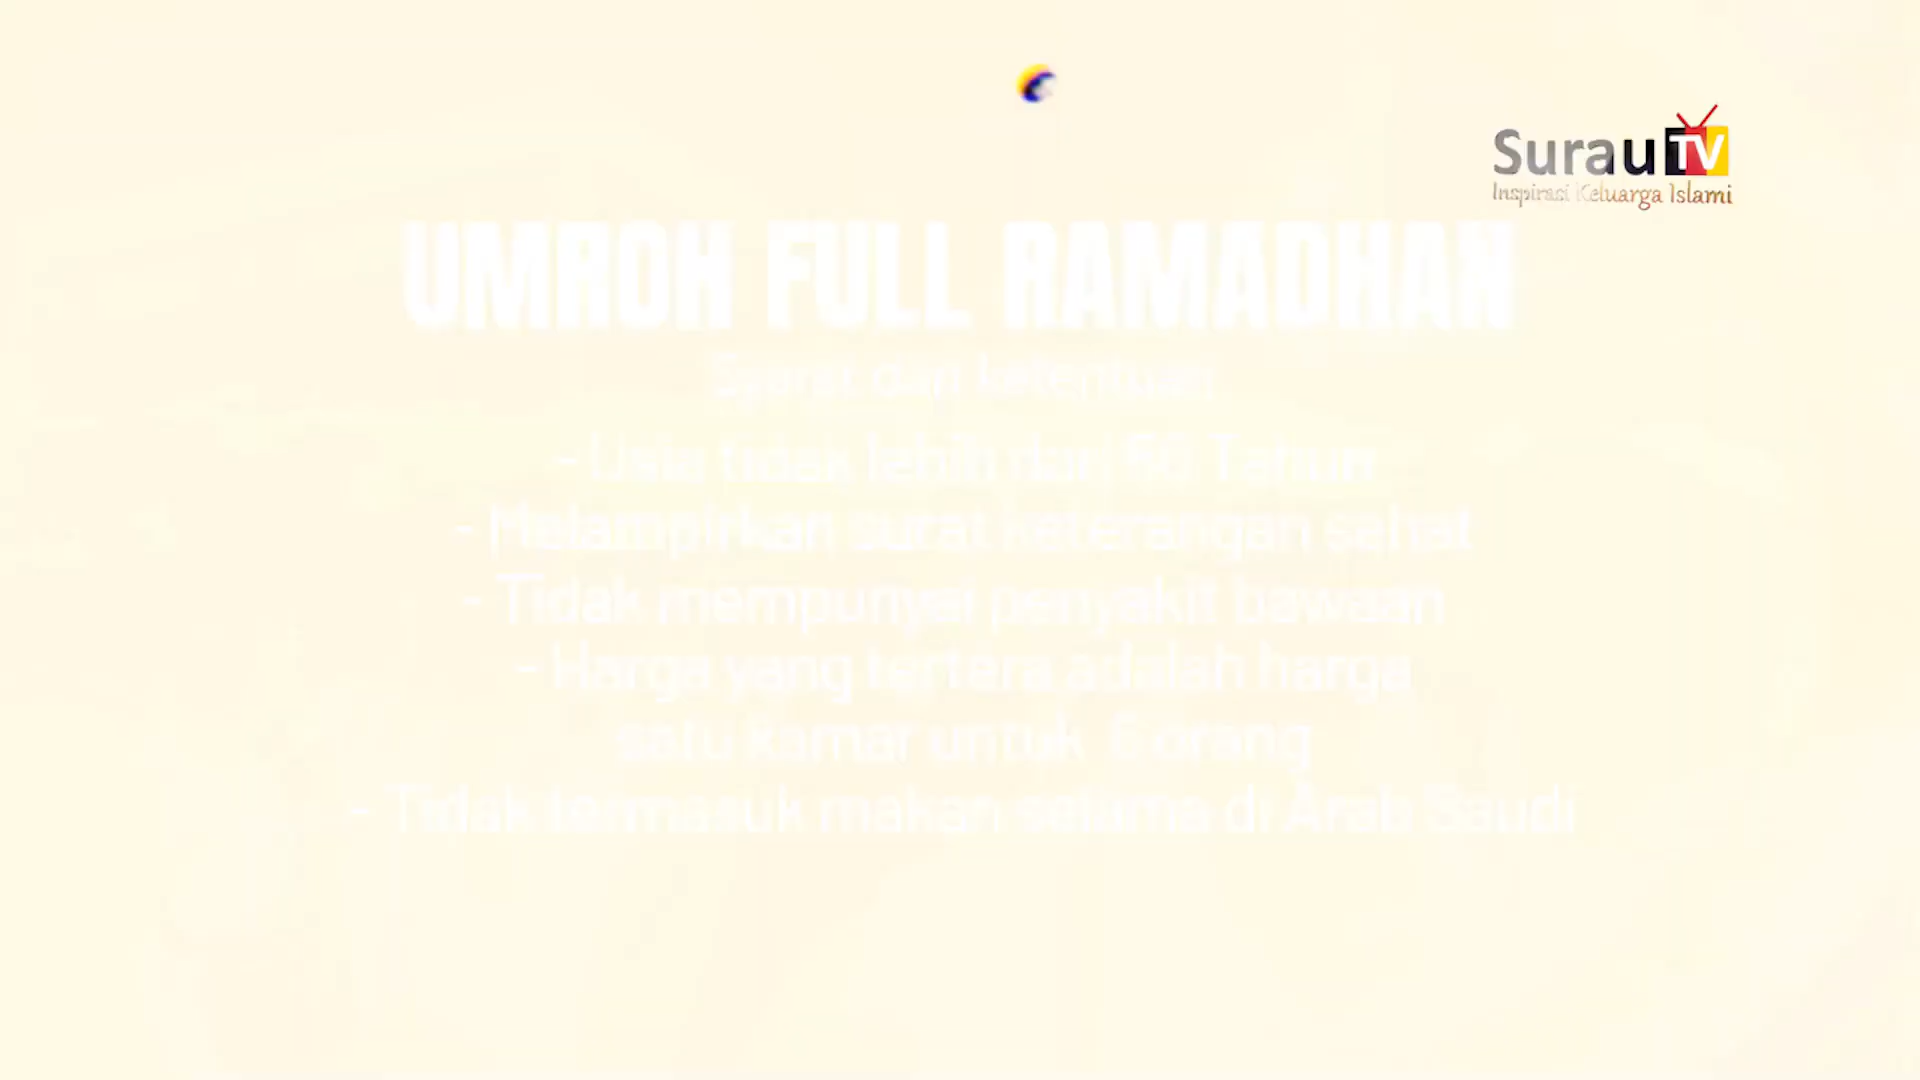 SurauTV
Inspirasi Keluarga Islami
UMROH FULL RAMADHAN
Syarat dan ketentuan
- Usia tidak lebih dari Tahun
- Melampirkan surat keterangan sehat
- Tidak mempunyai penyakit bawaan
- Harga yang tertera adalah harga
satu kamar untuk 6 orang
- Tidak termasuk makan selama di Arab Saudi